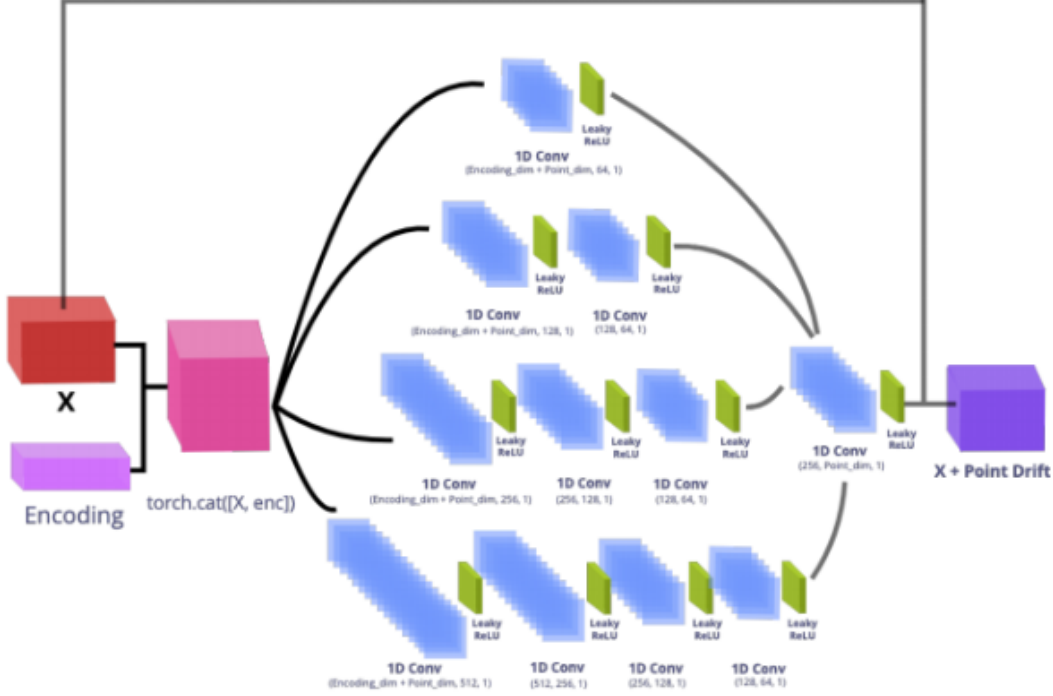 Leaky
ReLU
1D Conv
(Encoding_dim + Point_dim, 64, 1)
Leaky
ReLU
Leaky
ReLU
1D Conv
(Encoding_dim + Point_dim, 128, 1)
1D Conv
(128, 64, 1)
X
Encoding
torch.cat([X, enc])
Leaky
ReLU
Leaky
ReLU
Leaky
ReLU
1D Conv
(Encoding_dim + Point_dim, 256, 1)
1D Conv
(256, 128, 1)
1D Conv
(128, 64, 1)
Leaky
ReLU
1D Conv
(256, Point_dim, 1)
X + Point Drift
Leaky
ReLU
Leaky
ReLU
Leaky
ReLU
Leaky
ReLU
1D Conv
(Encoding_dim + Point_dim, 512, 1)
1D Conv
(512, 256, 1)
1D Conv
(256, 128, 1)
1D Conv
(128, 64, 1)